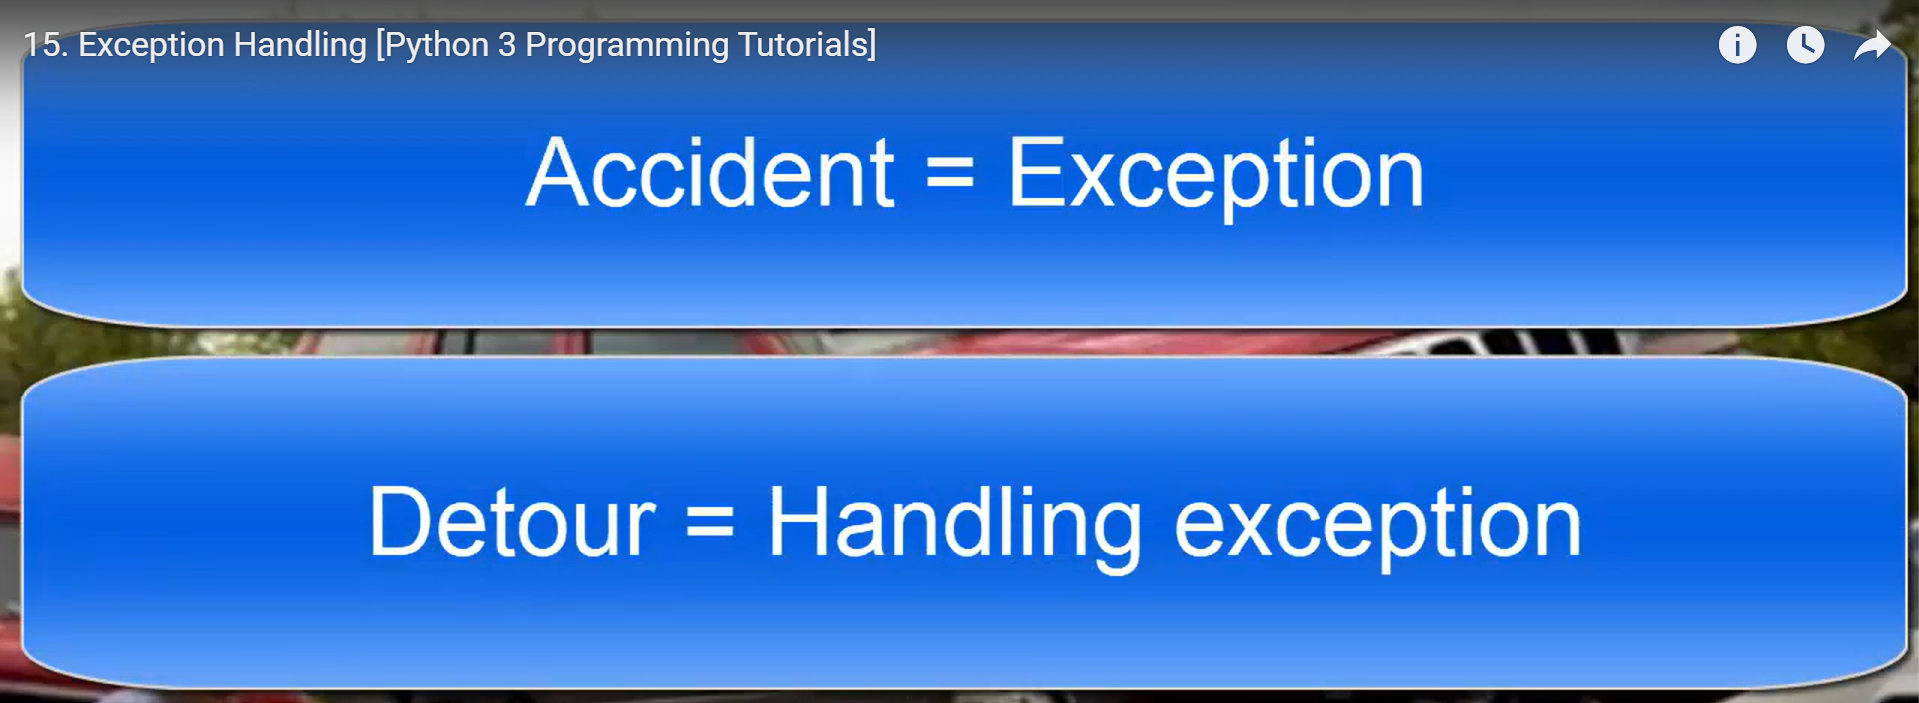 15. Exception Handling [Python 3 Programming Tutorials]
Accident = Exception
Detour = Handling exception